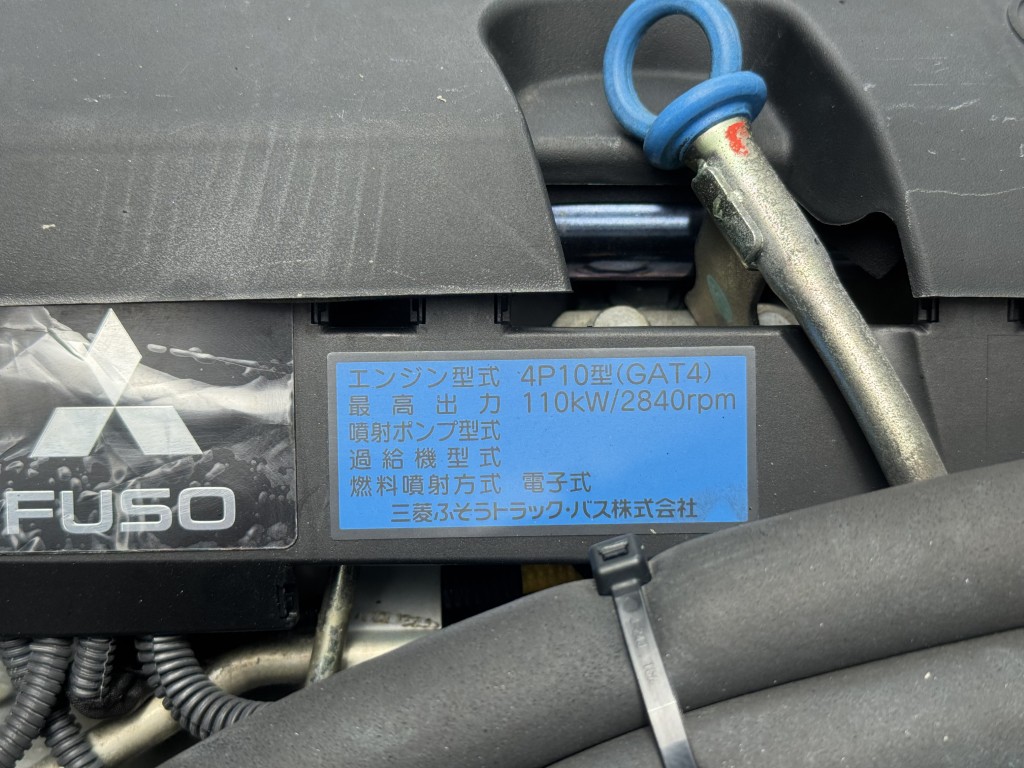 エンジン型式 4P10型(GAT4)
最高出力 110kW/2840rpm
噴射ポンプ型式
過給機型式
燃料噴射方式 電子式
三菱ふそうトラック・バス株式会社
FUSO